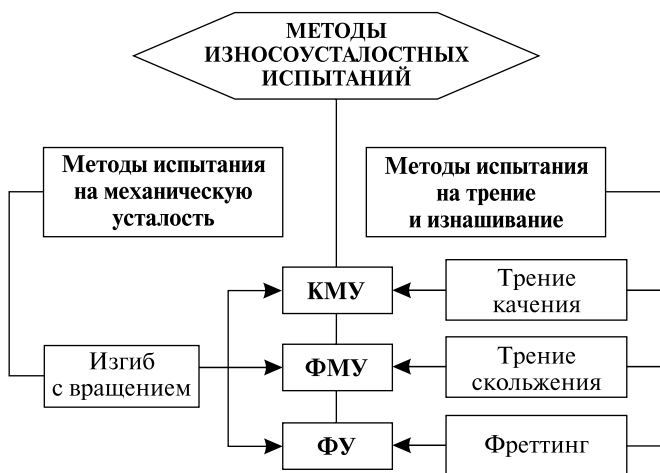 МЕТОДЫ
ИЗНОСОУСТАЛОСТНЫХ
ИСПЫТАНИЙ
Методы испытания
на механическую
усталость
Методы испытания
на трение
и изнашивание
КМУ
Трение
качения
Изгиб
с вращением
ФМУ
Трение
скольжения
ФУ
Фреттинг